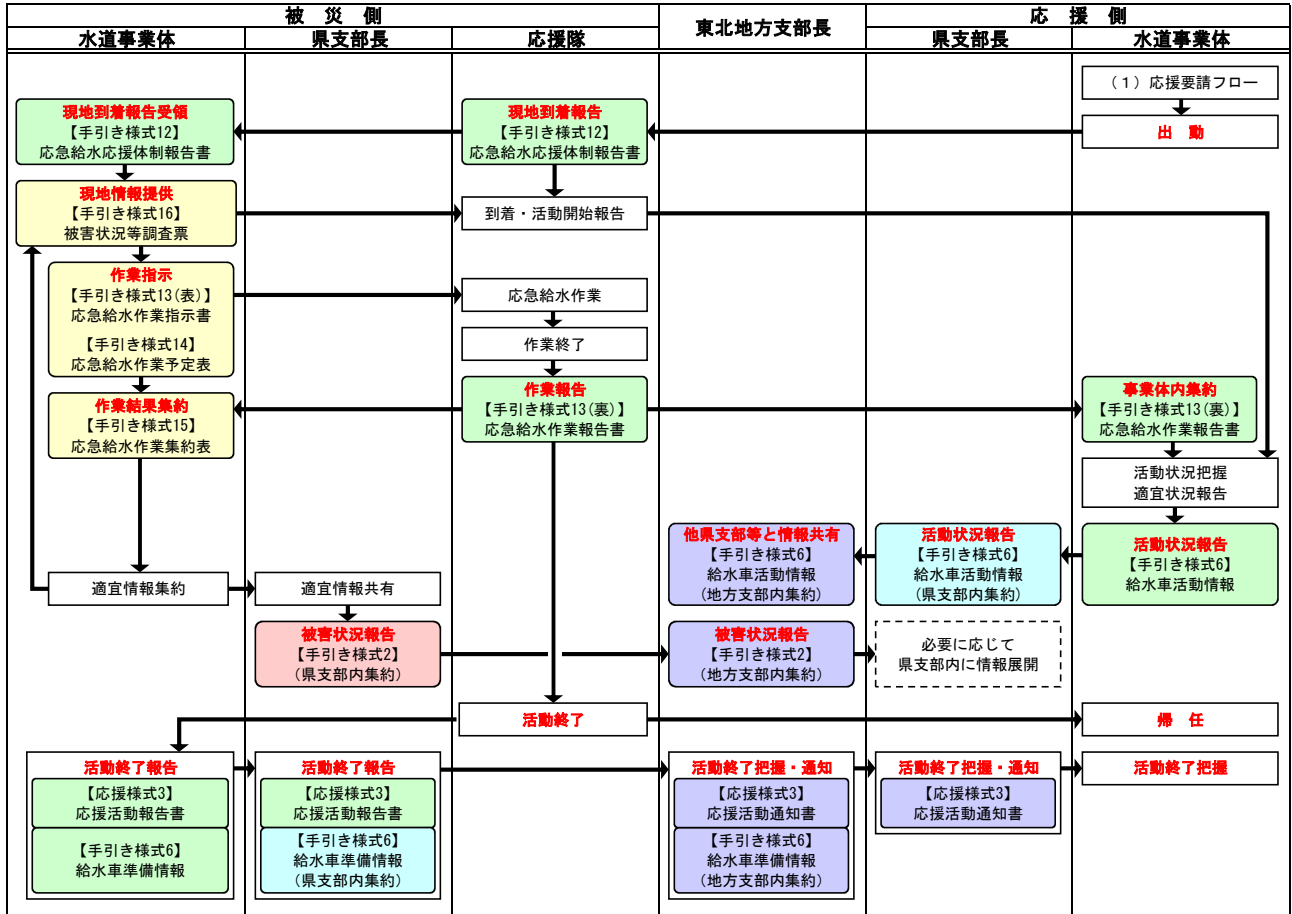 被　災　側
東北地方支部長
応　援　側
水道事業体
県支部長
応援隊
県支部長
水道事業体
（１）応援要請フロー
現地到着報告受領
【手引き様式12】
応急給水応援体制報告書
現地到着報告
【手引き様式12】
応急給水応援体制報告書
出　動
現地情報提供
【手引き様式16】
被害状況等調査票
到着・活動開始報告
作業指示
【手引き様式13(表)】
応急給水作業指示書
【手引き様式14】
応急給水作業予定表
応急給水作業
作業終了
作業結果集約
【手引き様式15】
応急給水作業集約表
作業報告
【手引き様式13(裏)】
応急給水作業報告書
事業体内集約
【手引き様式13(裏)】
応急給水作業報告書
活動状況把握
適宜状況報告
他県支部等と情報共有
【手引き様式6】
給水車活動情報
(地方支部内集約)
活動状況報告
【手引き様式6】
給水車活動情報
(県支部内集約)
活動状況報告
【手引き様式6】
給水車活動情報
適宜情報集約
適宜情報共有
被害状況報告
【手引き様式2】
(県支部内集約)
被害状況報告
【手引き様式2】
(地方支部内集約)
必要に応じて
県支部内に情報展開
活動終了
帰　任
活動終了報告
【応援様式3】
応援活動報告書
【手引き様式6】
給水車準備情報
活動終了報告
【応援様式3】
応援活動報告書
【手引き様式6】
給水車準備情報
(県支部内集約)
活動終了把握・通知
【応援様式3】
応援活動通知書
【手引き様式6】
給水車準備情報
(地方支部内集約)
活動終了把握・通知
【応援様式3】
応援活動通知書
活動終了把握